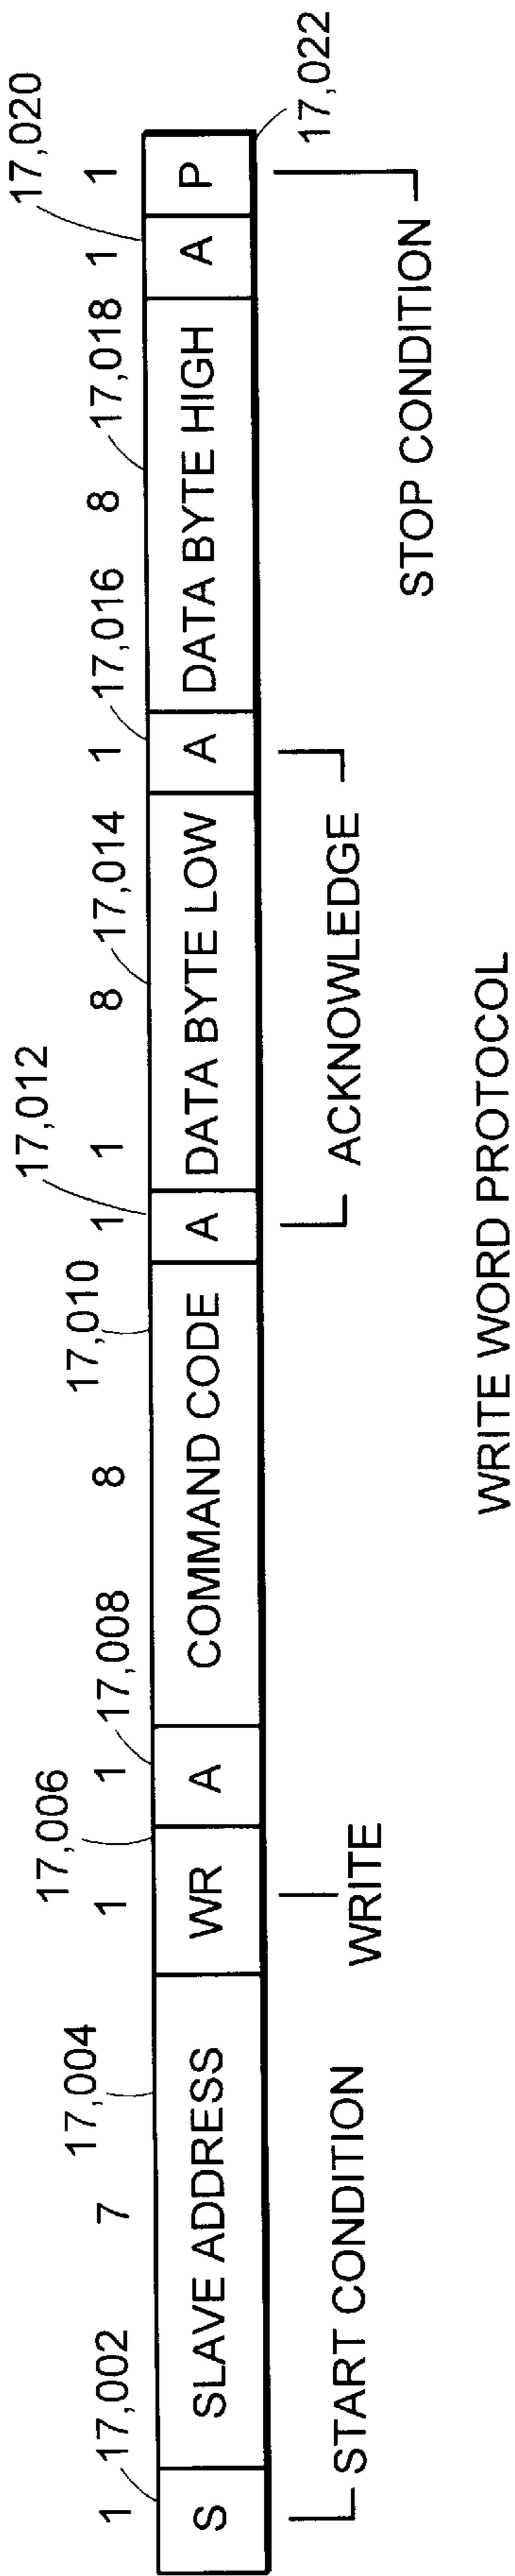 17,006 17,012 17,020
1 17,002 7 17,004 1 1 17,008 8 17,010 1 1 8 17,014 1 17,016 8 17,018 1 1
S SLAVE ADDRESS WR A COMMAND CODE A DATA BYTE LOW A DATA BYTE HIGH A P
17,022
START CONDITION WRITE ACKNOWLEDGE STOP CONDITION
WRITE WORD PROTOCOL